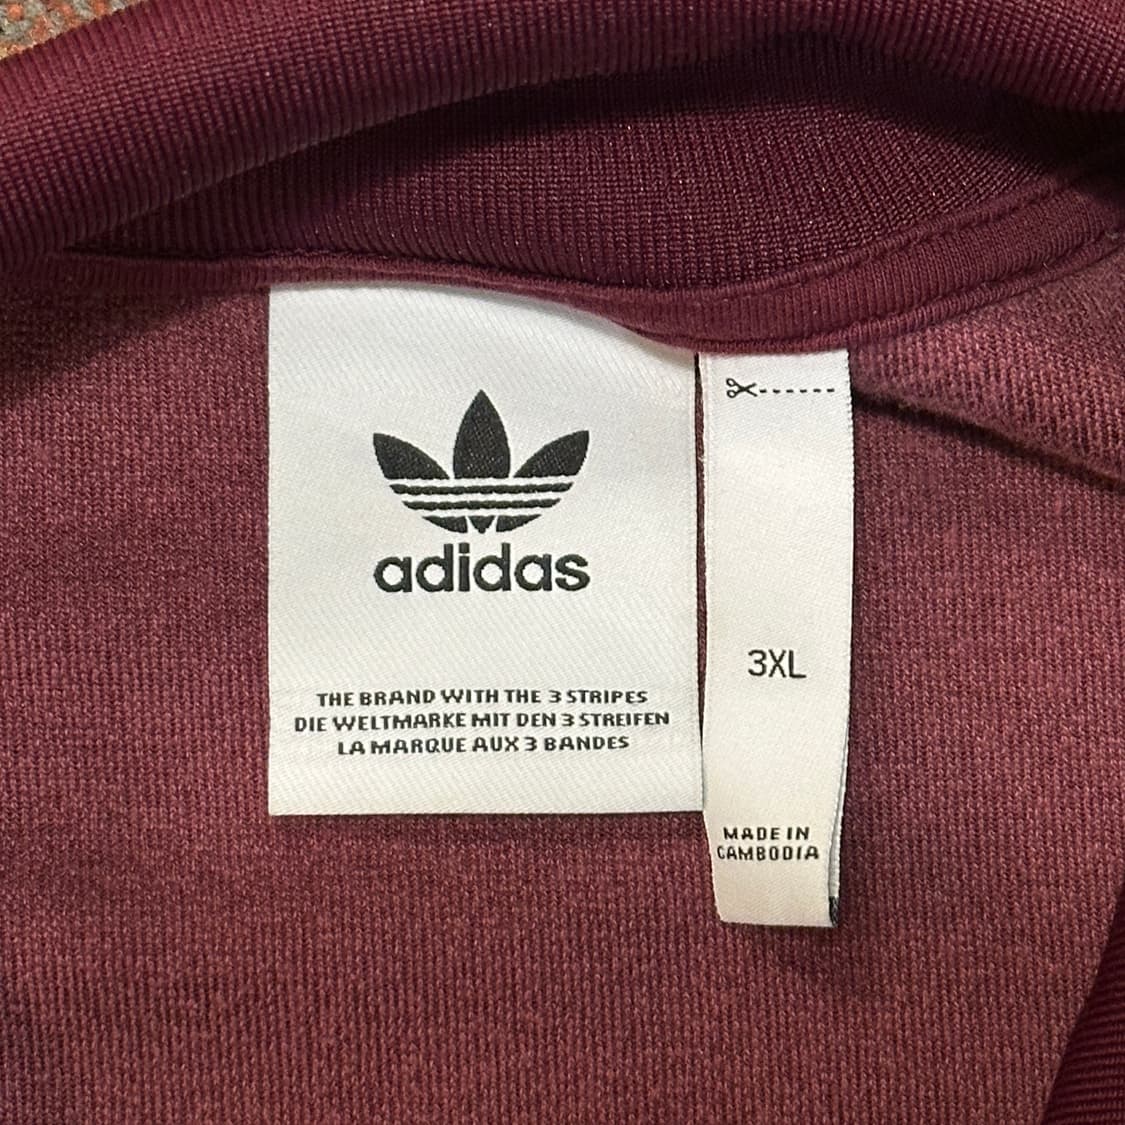 adidas
THE BRAND WITH THE 3 STRIPES
DIE WELTMARKE MIT DEN 3 STREIFEN
LA MARQUE AUX 3 BANDES
3XL
MADE IN
CAMBODIA